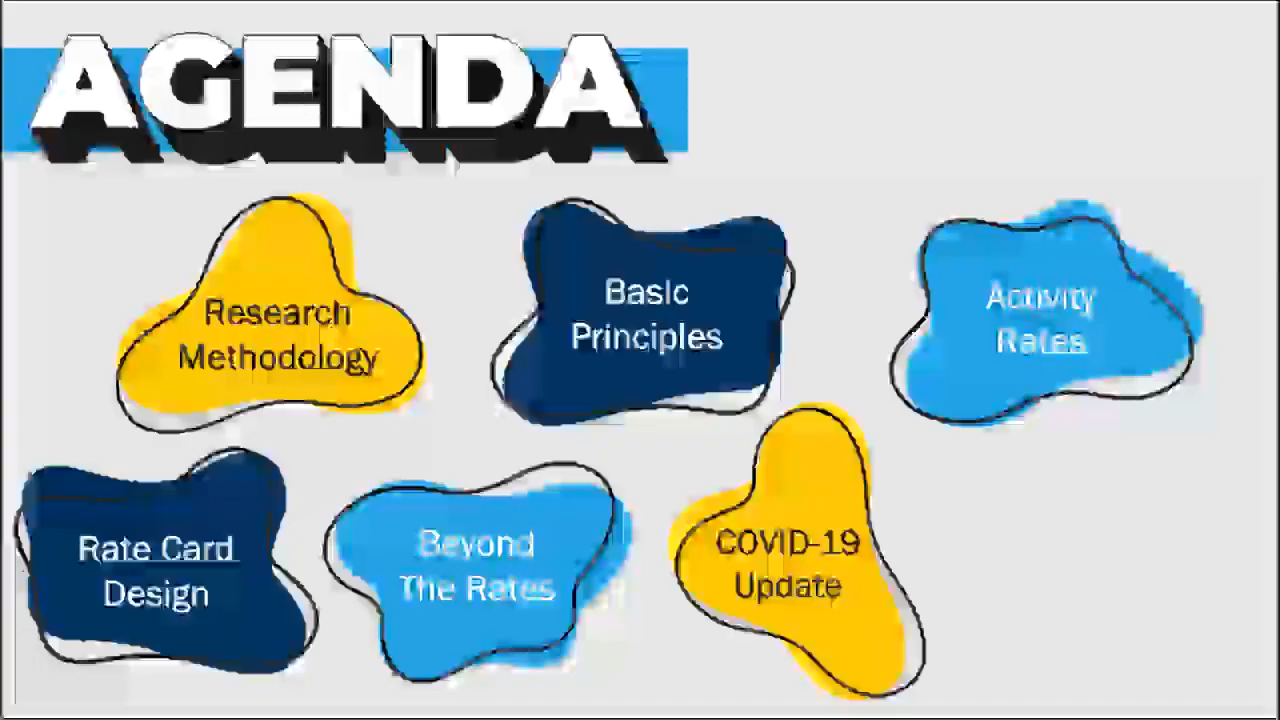 AGENDA
Research
Methodology
Basic
Principles
Activity
Rates
Rate Card
Design
Beyond
The Rates
COVID-19
Update